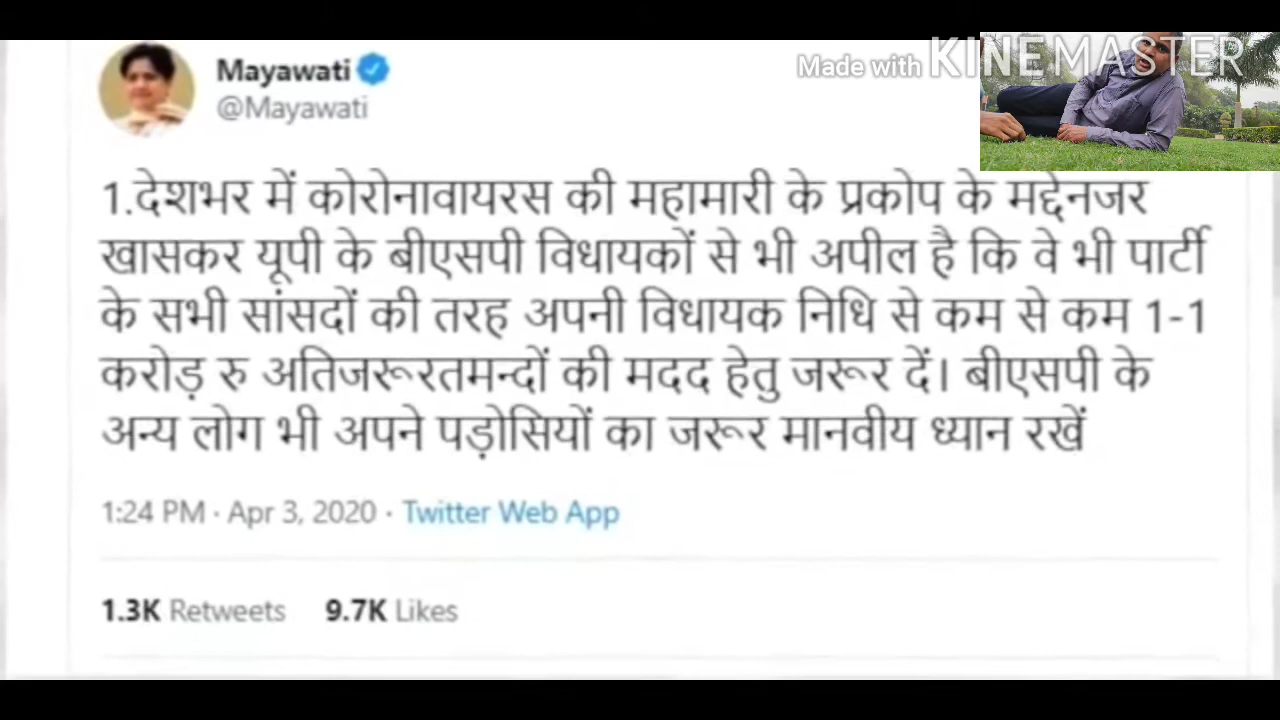 Mayawati
@Mayawati
Made with KINEMASTER
1.देशभर में कोरोनावायरस की महामारी के प्रकोप के मद्देनजर
खासकर यूपी के बीएसपी विधायकों से भी अपील है कि वे भी पार्टी
के सभी सांसदों की तरह अपनी विधायक निधि से कम से कम 1-1
करोड़ रु अतिजरूरतमन्दों की मदद हेतु जरूर दें। बीएसपी के
अन्य लोग भी अपने पड़ोसियों का जरूर मानवीय ध्यान रखें
1:24 PM · Apr 3, 2020 · Twitter Web App
1.3K Retweets 9.7K Likes